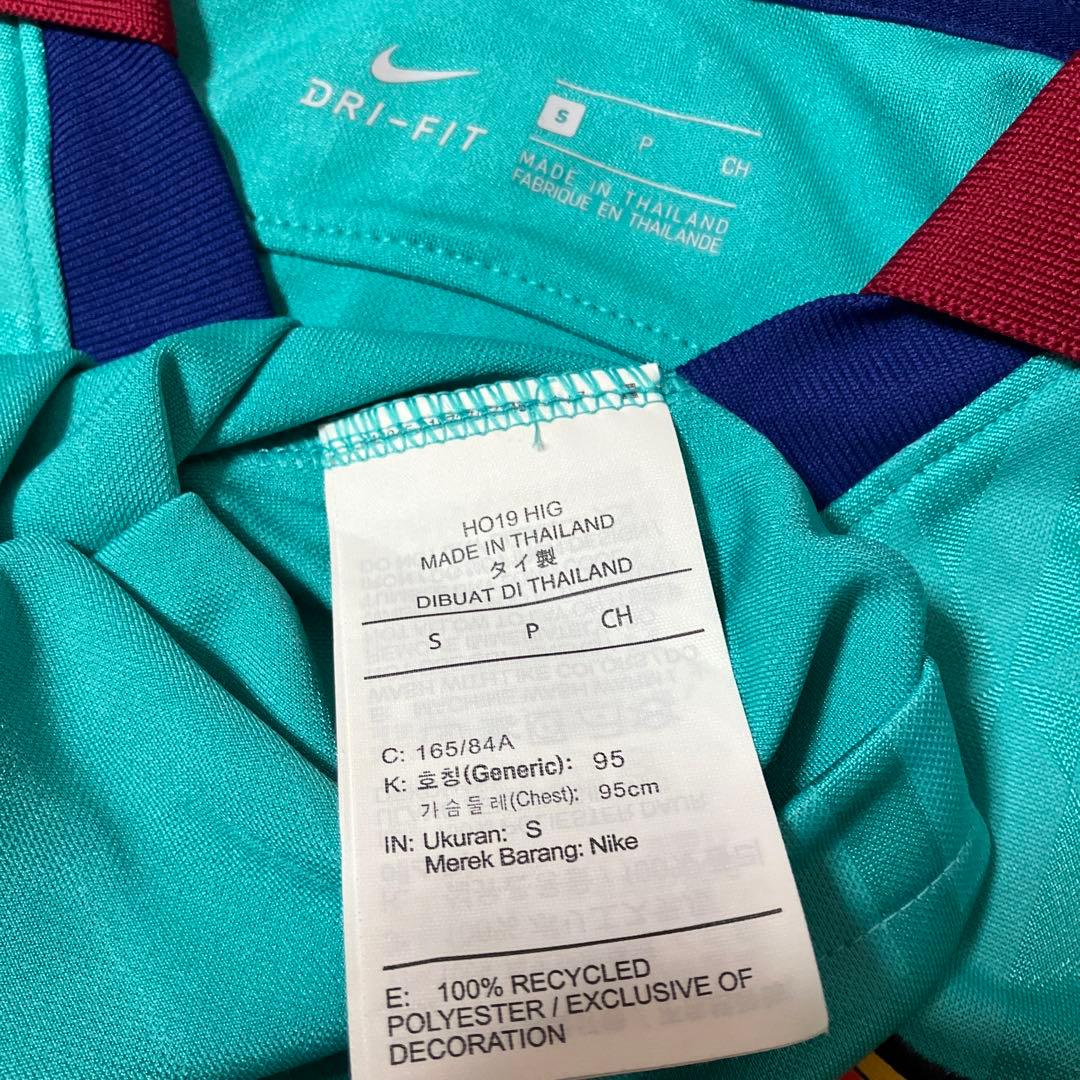 DRI-FIT
S P CH
MADE IN THAILAND
FABRIQUE EN THAILANDE
HO19 HIG
MADE IN THAILAND
タイ製
DIBUAT DI THAILAND
S P CH
C: 165/84A
K: 호칭(Generic): 95
가슴둘레(Chest): 95cm
IN: Ukuran: S
Merek Barang: Nike
E: 100% RECYCLED
POLYESTER / EXCLUSIVE OF
DECORATION